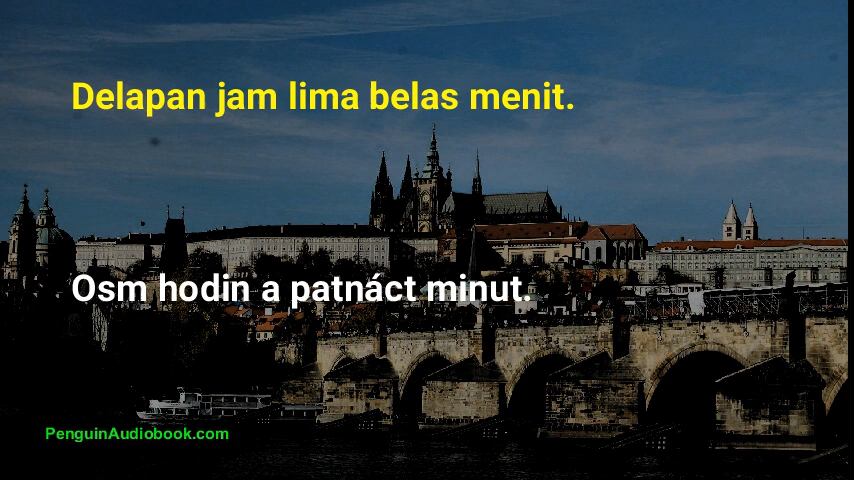 Delapan jam lima belas menit.
Osm hodin a patnáct minut.
PenguinAudiobook.com